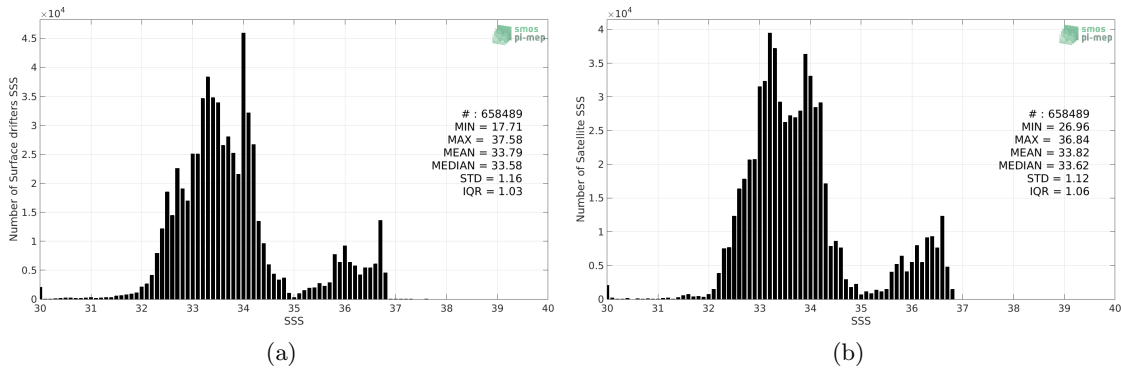 ×10⁴
4.5
4
3.5
3
2.5
2
1.5
1
0.5
0
Number of Surface drifters SSS
30 31 32 33 34 35 36 37 38 39 40
SSS
smos
pi-mep
# : 658489
MIN = 17.71
MAX = 37.58
MEAN = 33.79
MEDIAN = 33.58
STD = 1.16
IQR = 1.03
(a)
×10⁴
4
3.5
3
2.5
2
1.5
1
0.5
0
Number of Satellite SSS
30 31 32 33 34 35 36 37 38 39 40
SSS
smos
pi-mep
# : 658489
MIN = 26.96
MAX = 36.84
MEAN = 33.82
MEDIAN = 33.62
STD = 1.12
IQR = 1.06
(b)